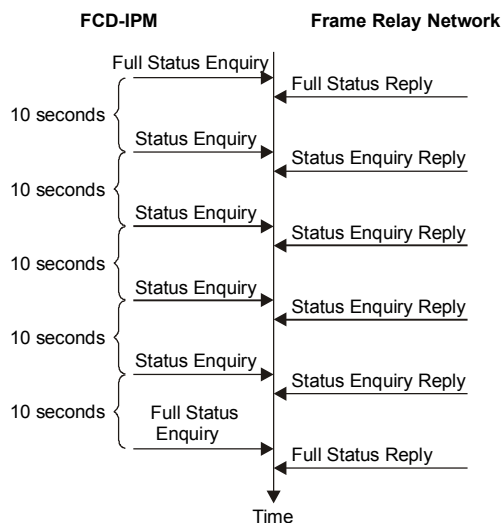 FCD-IPM
Frame Relay Network
Full Status Enquiry
Full Status Reply
10 seconds
Status Enquiry
Status Enquiry Reply
10 seconds
Status Enquiry
Status Enquiry Reply
10 seconds
Status Enquiry
Status Enquiry Reply
10 seconds
Status Enquiry
Status Enquiry Reply
10 seconds
Full Status
Enquiry
Full Status Reply
Time